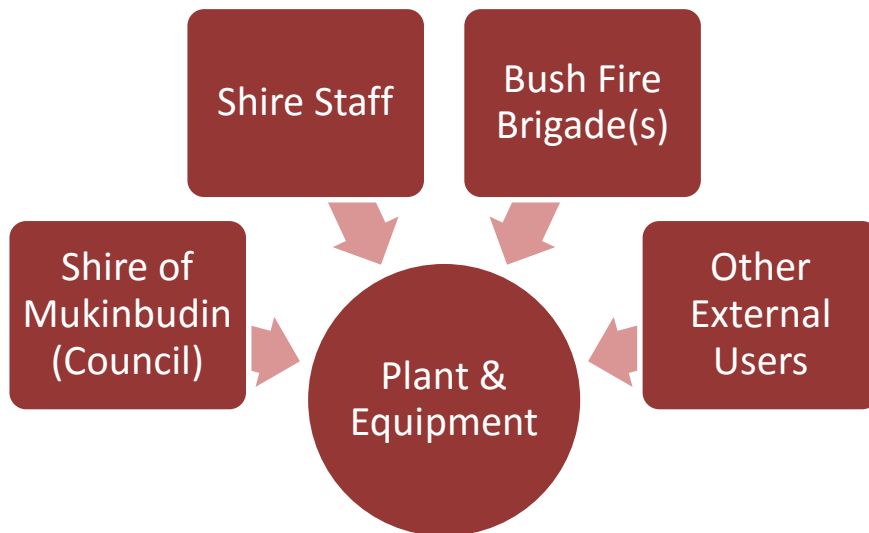 Shire Staff
Bush Fire
Brigade(s)
Shire of
Mukinbudin
(Council)
Other
External
Users
Plant &
Equipment